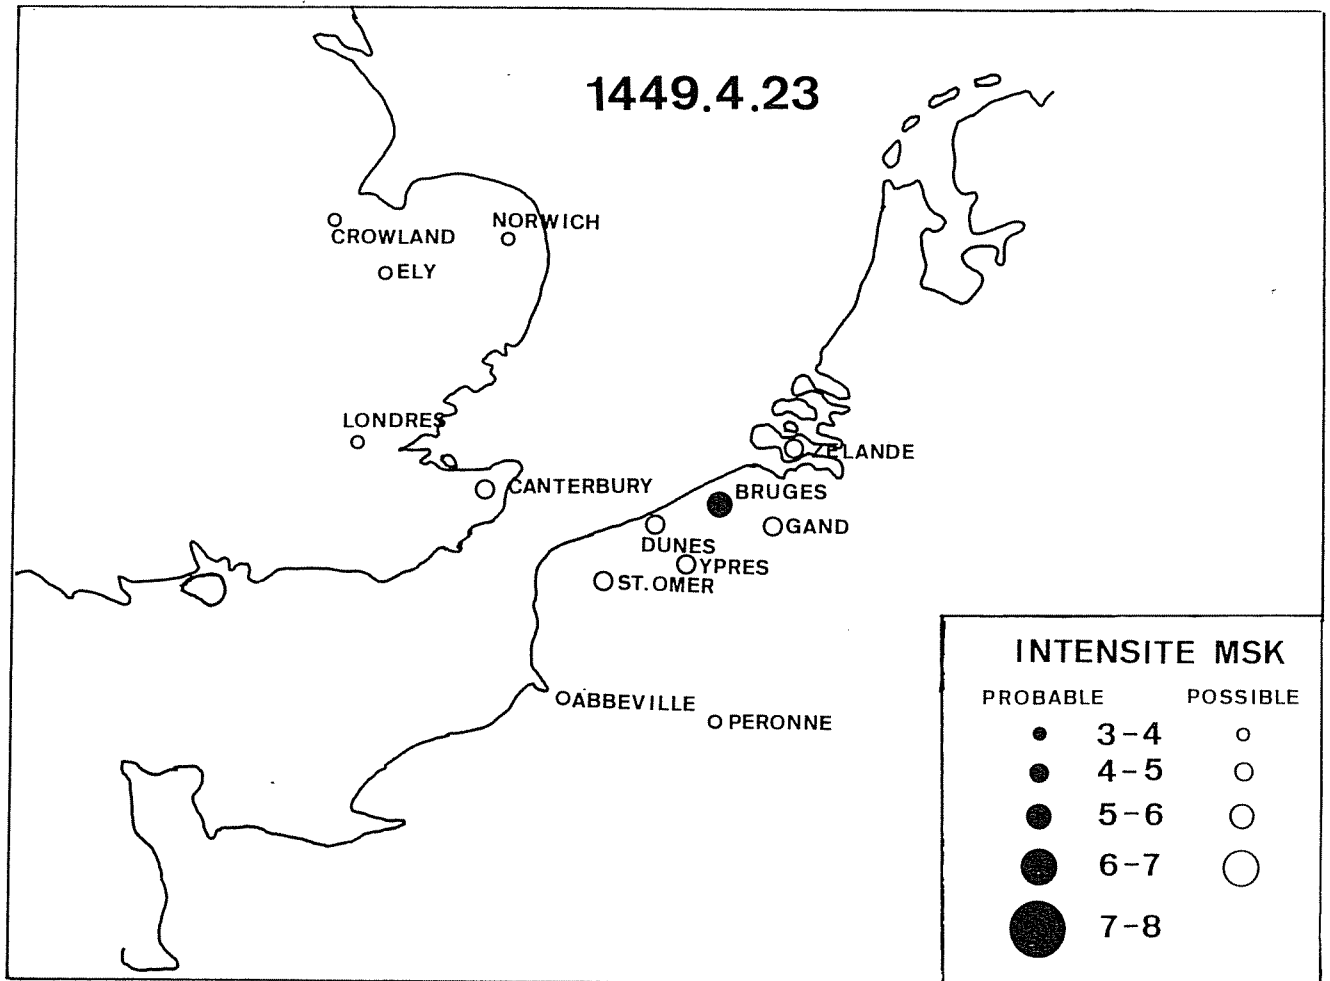 1449.4.23
NORWICH
CROWLAND
ELY
LONDRES
ZELANDE
CANTERBURY
BRUGES
GAND
DUNES
YPRES
ST.OMER
ABBEVILLE
PERONNE
INTENSITE MSK
PROBABLE POSSIBLE
3-4
4-5
5-6
6-7
7-8